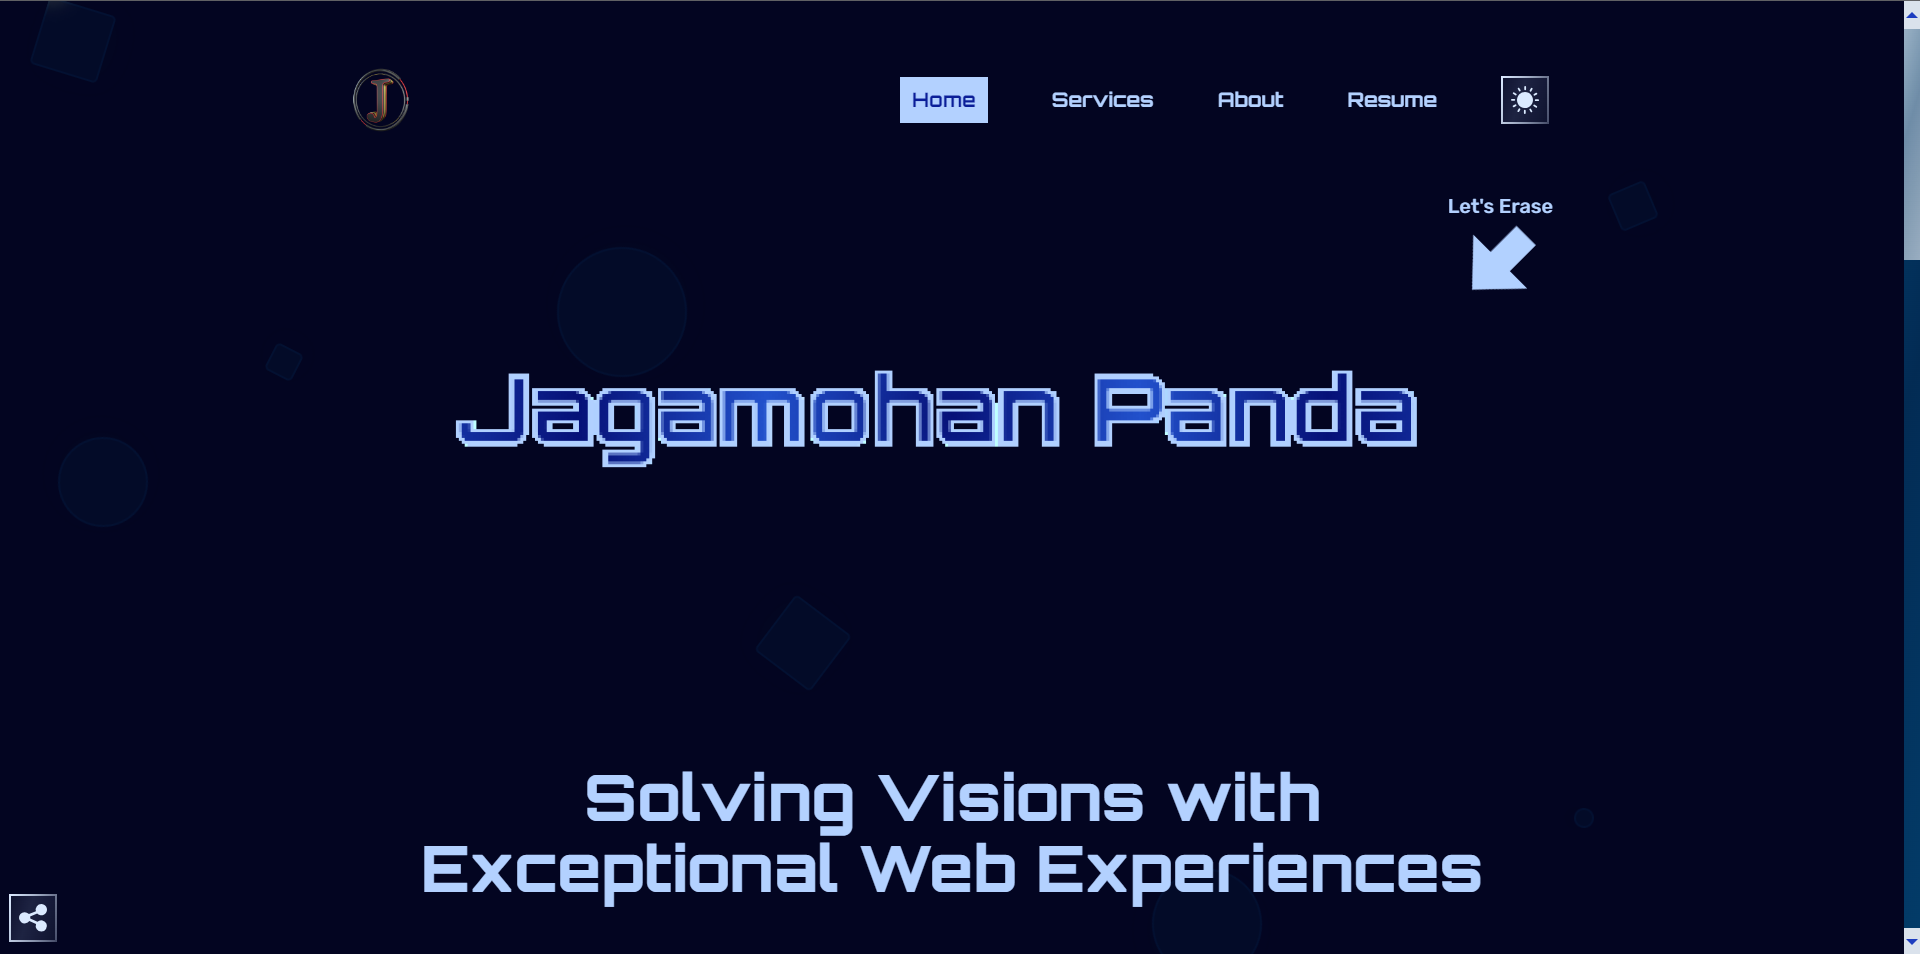 J
Home
Services
About
Resume
Let's Erase
Jagamohan Panda
Solving Visions with
Exceptional Web Experiences